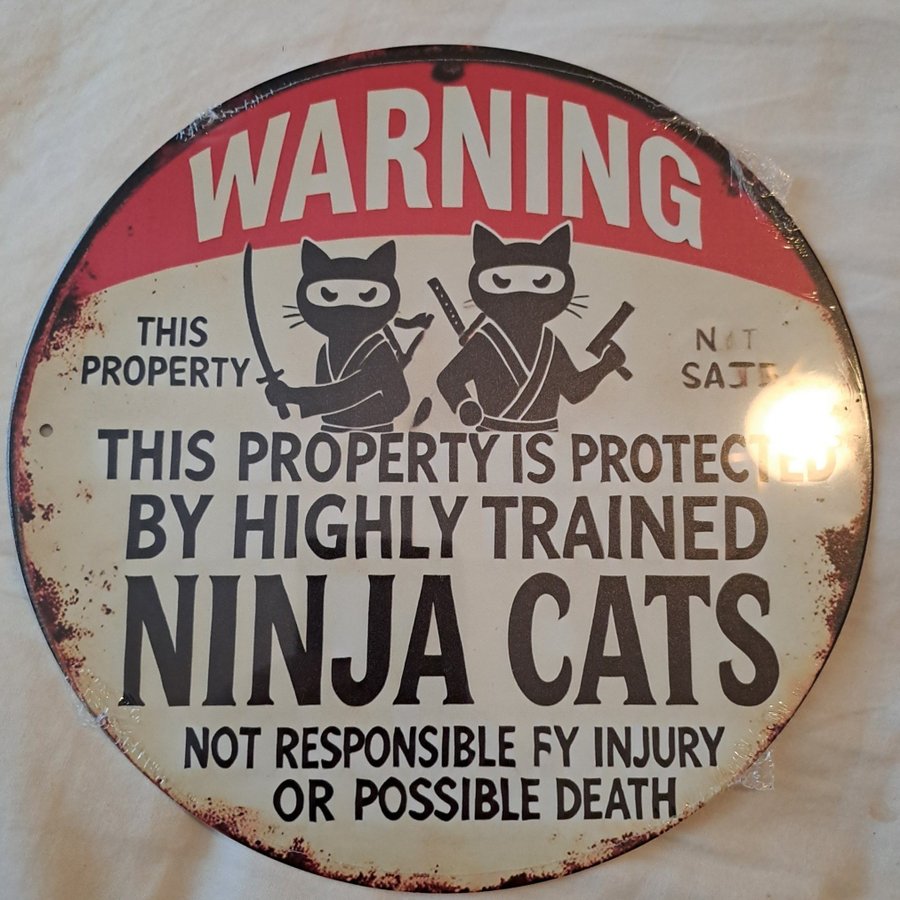 WARNING
THIS
PROPERTY
THIS PROPERTY IS PROTECTED
BY HIGHLY TRAINED
NINJA CATS
NOT RESPONSIBLE FY INJURY
OR POSSIBLE DEATH